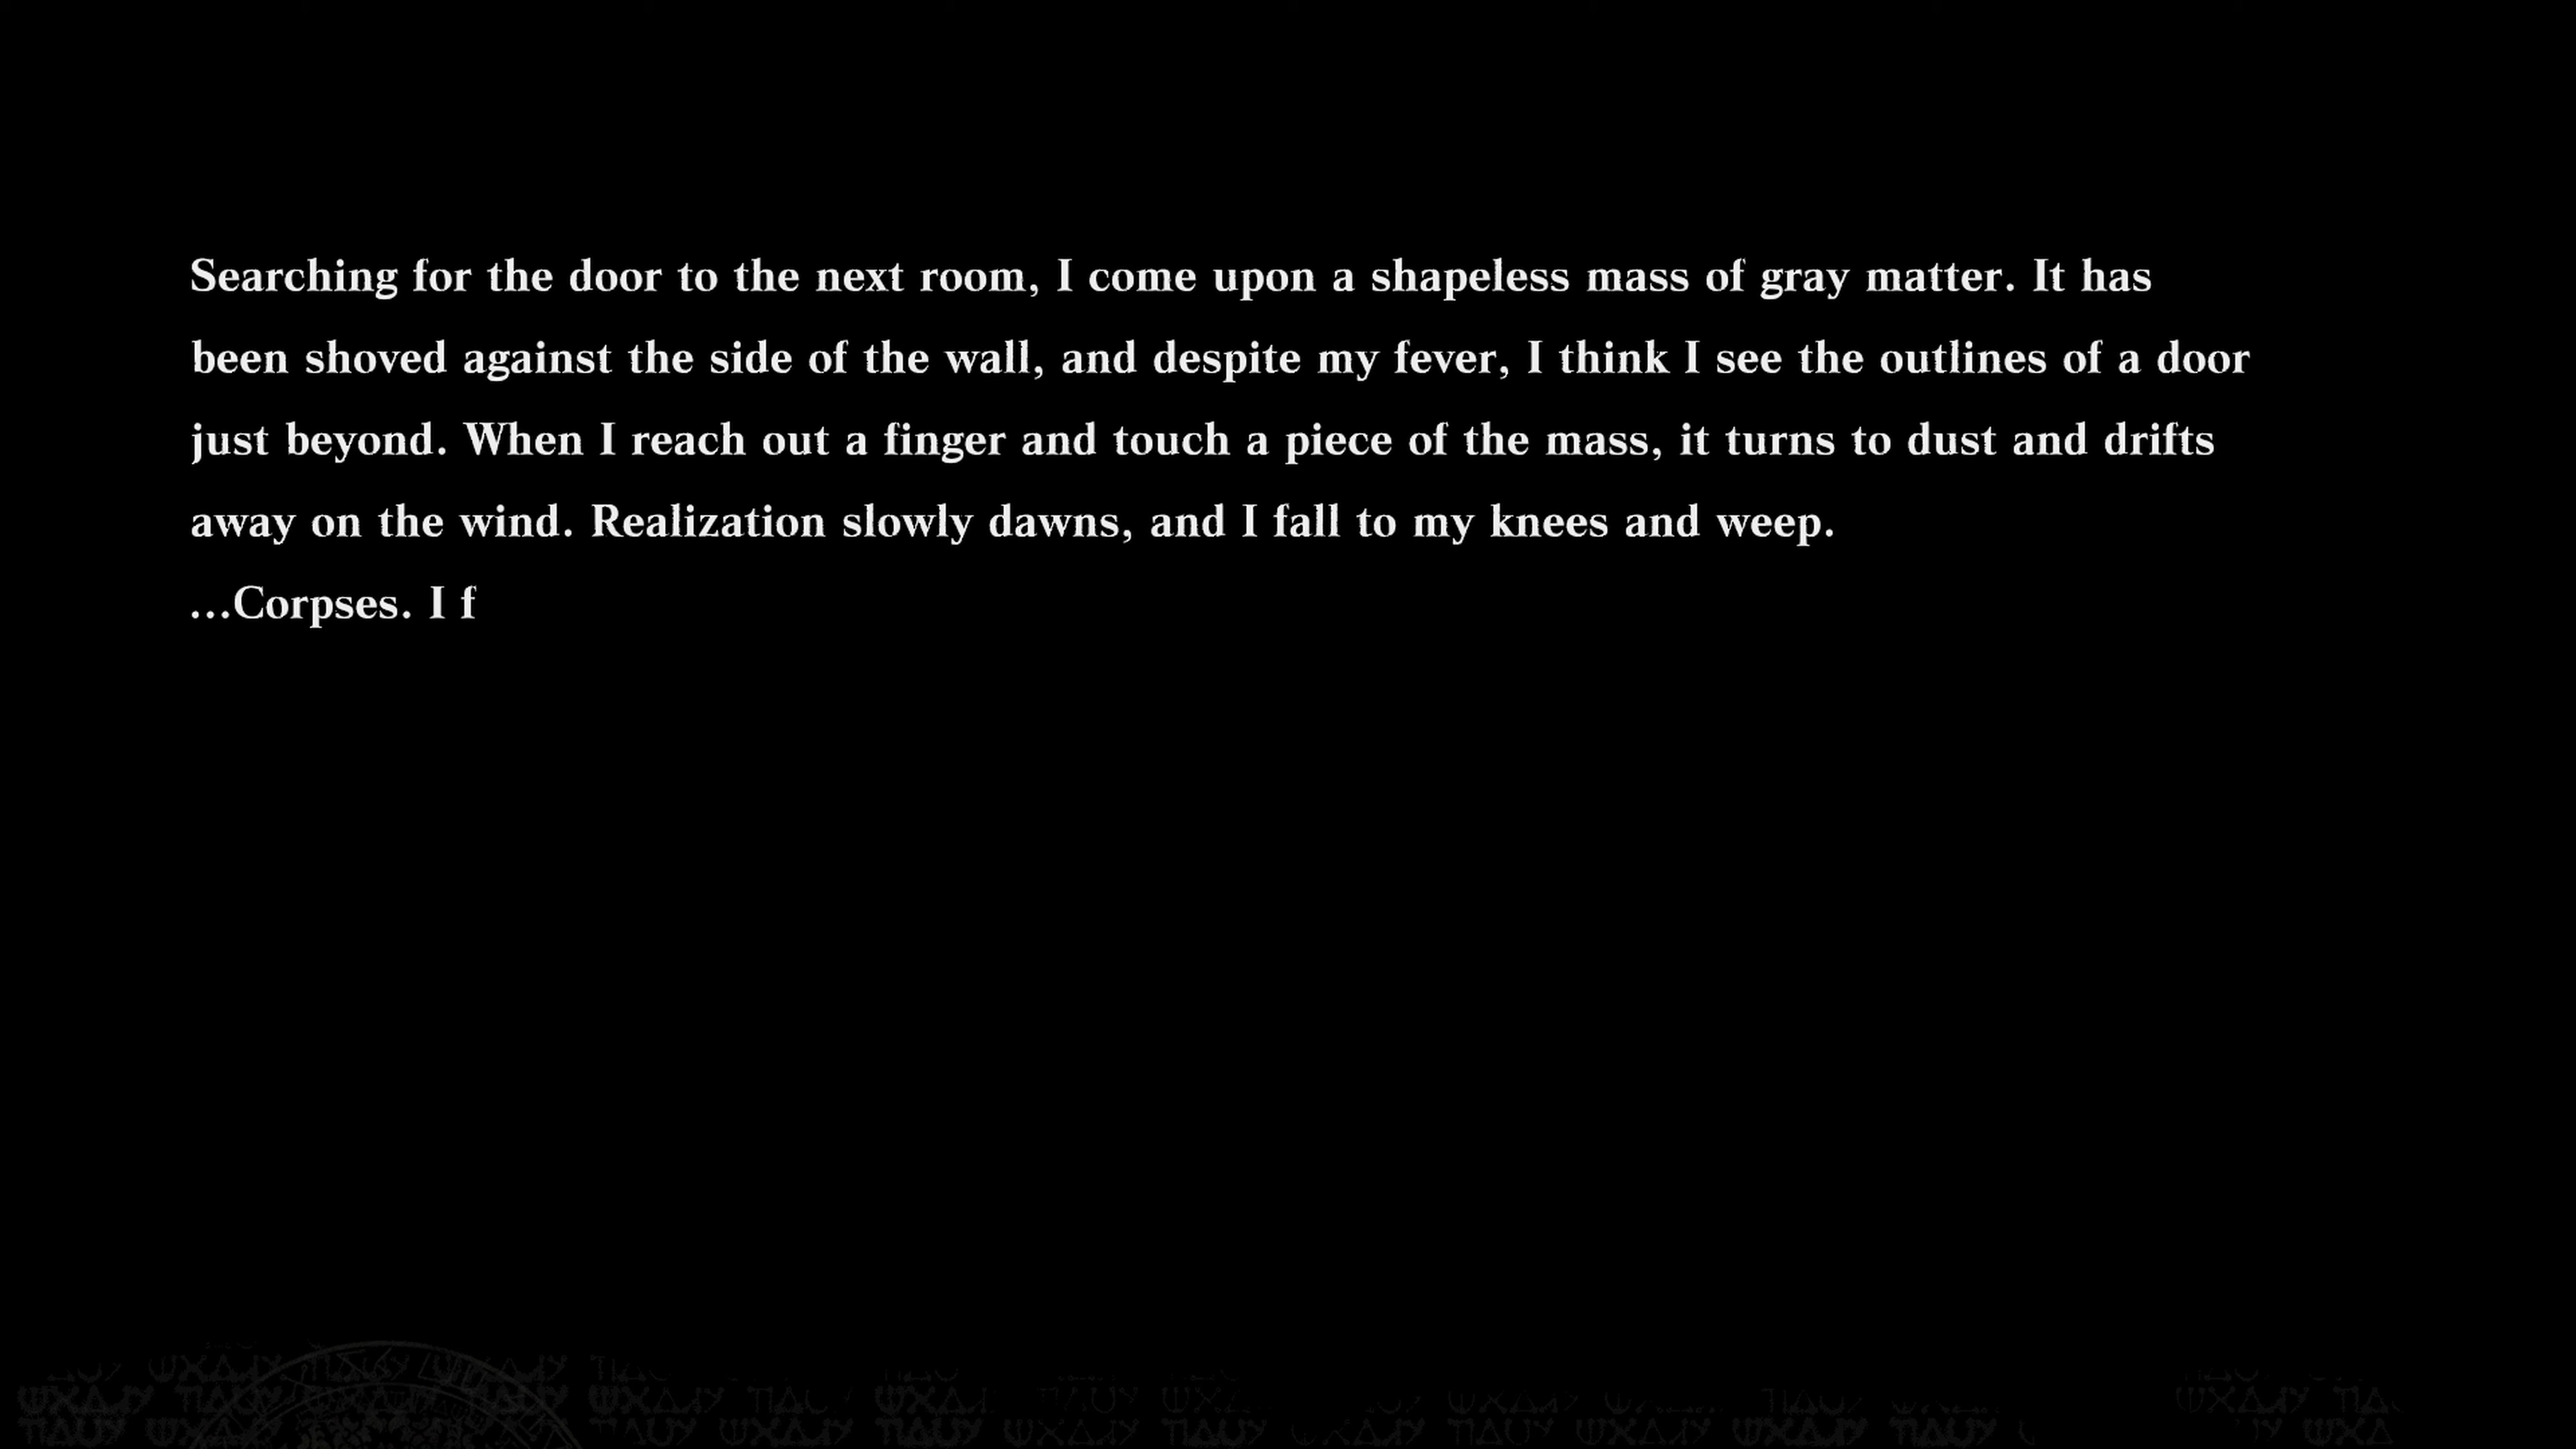 Searching for the door to the next room, I come upon a shapeless mass of gray matter. It has
been shoved against the side of the wall, and despite my fever, I think I see the outlines of a door
just beyond. When I reach out a finger and touch a piece of the mass, it turns to dust and drifts
away on the wind. Realization slowly dawns, and I fall to my knees and weep.
...Corpses. I f